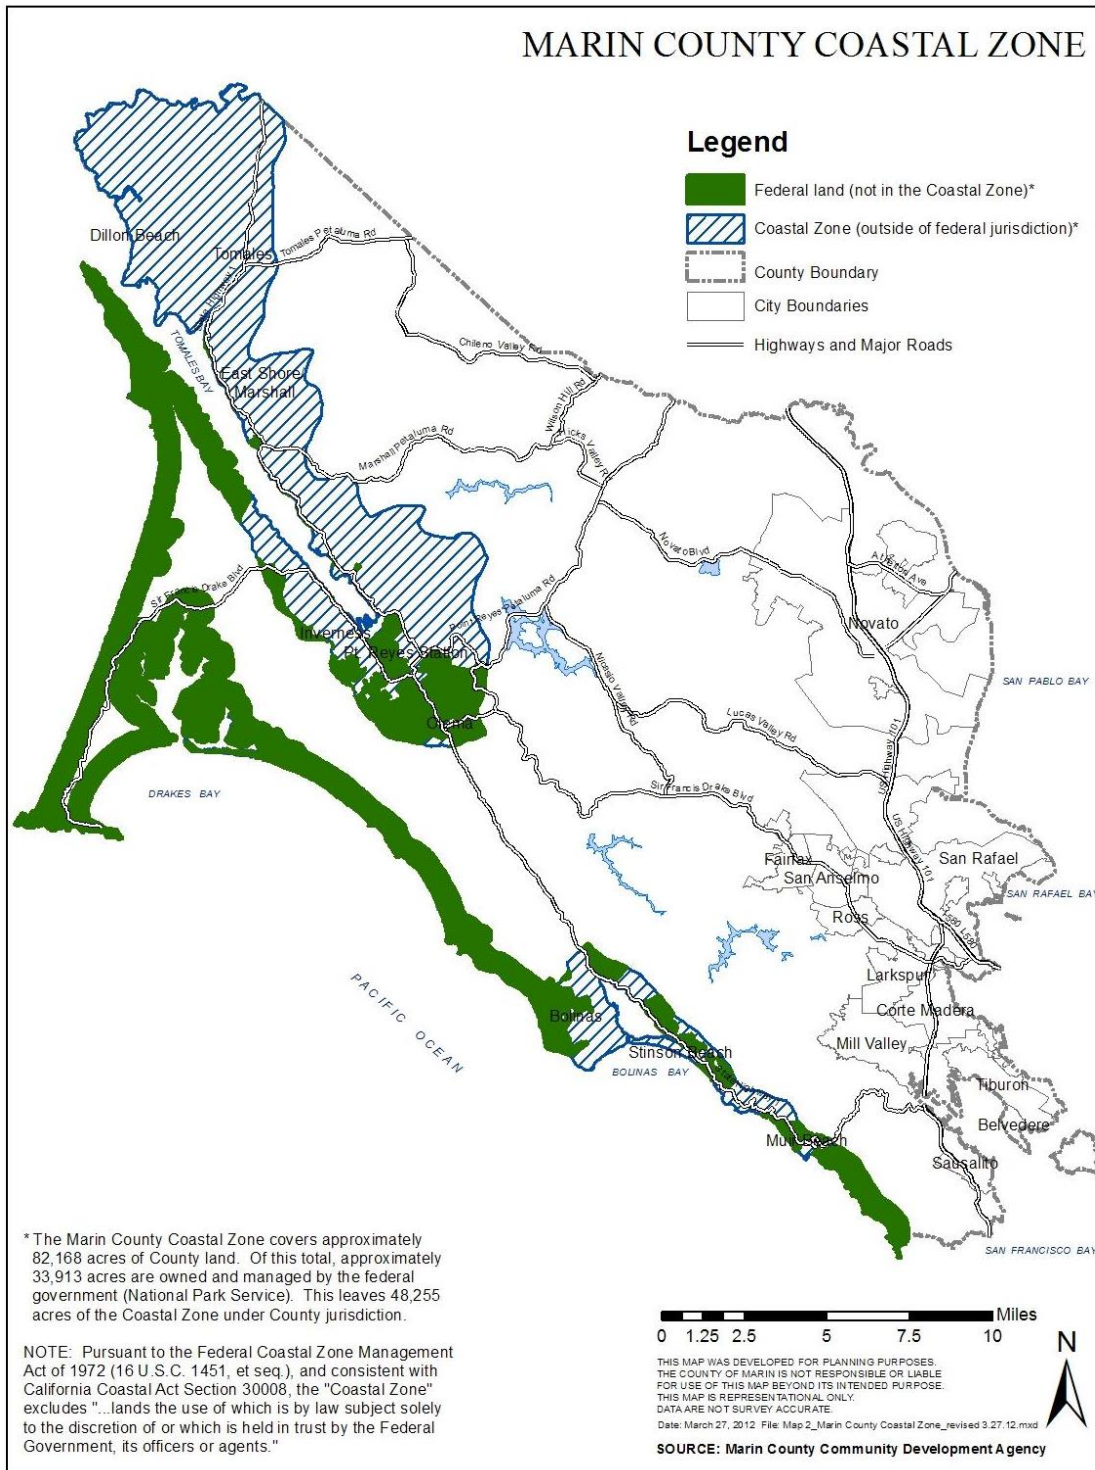 MARIN COUNTY COASTAL ZONE
Legend
Federal land (not in the Coastal Zone)*
Coastal Zone (outside of federal jurisdiction)*
County Boundary
City Boundaries
Highways and Major Roads
Dillon Beach
Tomales
Tomales Petaluma Rd
TOMALES BAY
Chileno Valley Rd
East Shore/
Marshall
Wilson Hill Rd
Marshall Petaluma Rd
Hicks Valley Rd
Novato Blvd
Atherton Ave
Sir Francis Drake Blvd
Point Reyes Petaluma Rd
Inverness
Novato
Pt. Reyes Station
Nicasio Valley Rd
SAN PABLO BAY
Olema
Lucas Valley Rd
US Highway 101
DRAKES BAY
Sir Francis Drake Blvd
US Highway 101
Fairfax
San Rafael
San Anselmo
SAN RAFAEL BAY
Ross
I-580 I-580
Larkspur
PACIFIC OCEAN
Bolinas
Corte Madera
Mill Valley
Stinson Beach
BOLINAS BAY
Tiburon
Belvedere
Muir Beach
Sausalito
SAN FRANCISCO BAY
* The Marin County Coastal Zone covers approximately
82,168 acres of County land. Of this total, approximately
33,913 acres are owned and managed by the federal
government (National Park Service). This leaves 48,255
acres of the Coastal Zone under County jurisdiction.
NOTE: Pursuant to the Federal Coastal Zone Management
Act of 1972 (16 U.S.C. 1451, et seq.), and consistent with
California Coastal Act Section 30008, the "Coastal Zone"
excludes "...lands the use of which is by law subject solely
to the discretion of or which is held in trust by the Federal
Government, its officers or agents."
Miles
0 1.25 2.5 5 7.5 10
N
THIS MAP WAS DEVELOPED FOR PLANNING PURPOSES.
THE COUNTY OF MARIN IS NOT RESPONSIBLE OR LIABLE
FOR USE OF THIS MAP BEYOND ITS INTENDED PURPOSE.
THIS MAP IS REPRESENTATIONAL ONLY.
DATA ARE NOT SURVEY ACCURATE.
Date: March 27, 2012 File: Map 2_Marin County Coastal Zone_revised 3.27.12.mxd
SOURCE: Marin County Community Development Agency